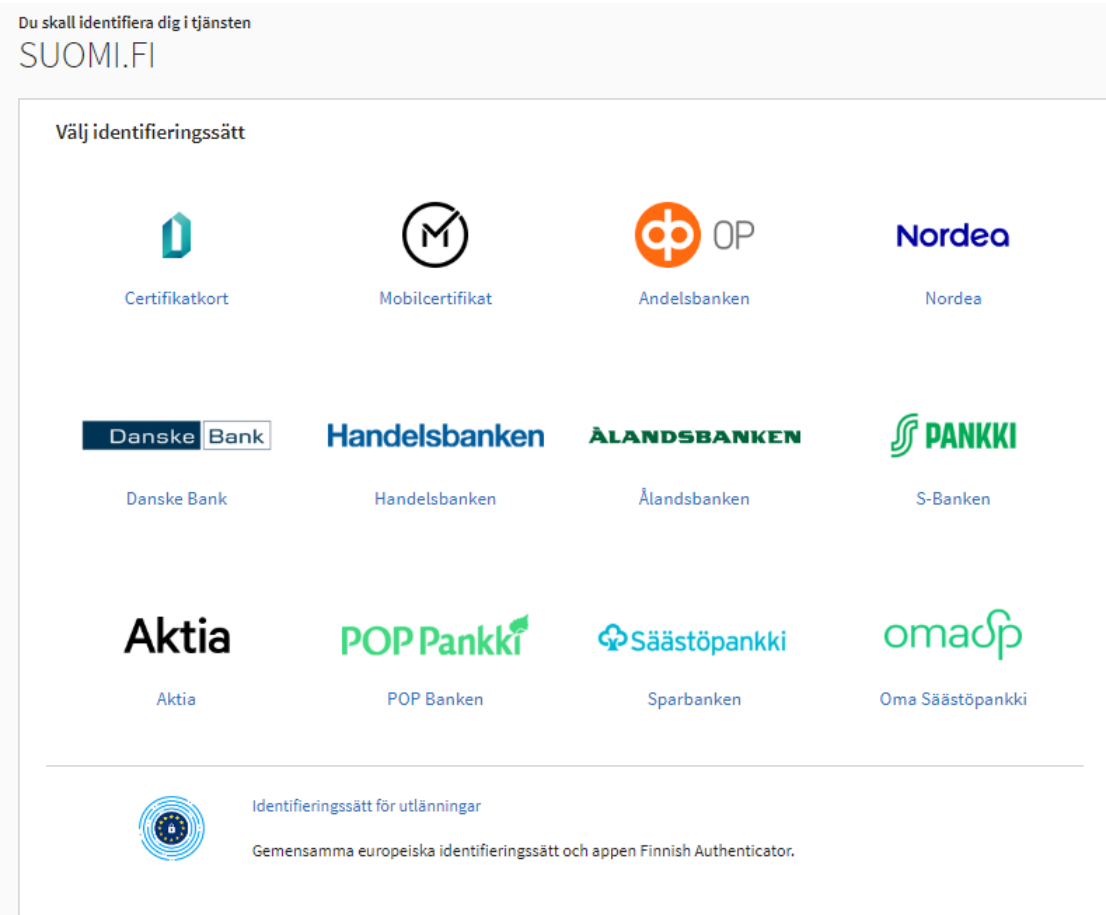 Du skall identifiera dig i tjänsten
SUOMI.FI
Välj identifieringssätt
M OP Nordea
Certifikatkort Mobilcertifikat Andelsbanken Nordea
Danske Bank Handelsbanken ÅLANDSBANKEN S PANKKI
Danske Bank Handelsbanken Ålandsbanken S-Banken
Aktia POP Pankki Säästöpankki omasp
Aktia POP Banken Sparbanken Oma Säästöpankki
Identifieringssätt för utlänningar
Gemensamma europeiska identifieringssätt och appen Finnish Authenticator.